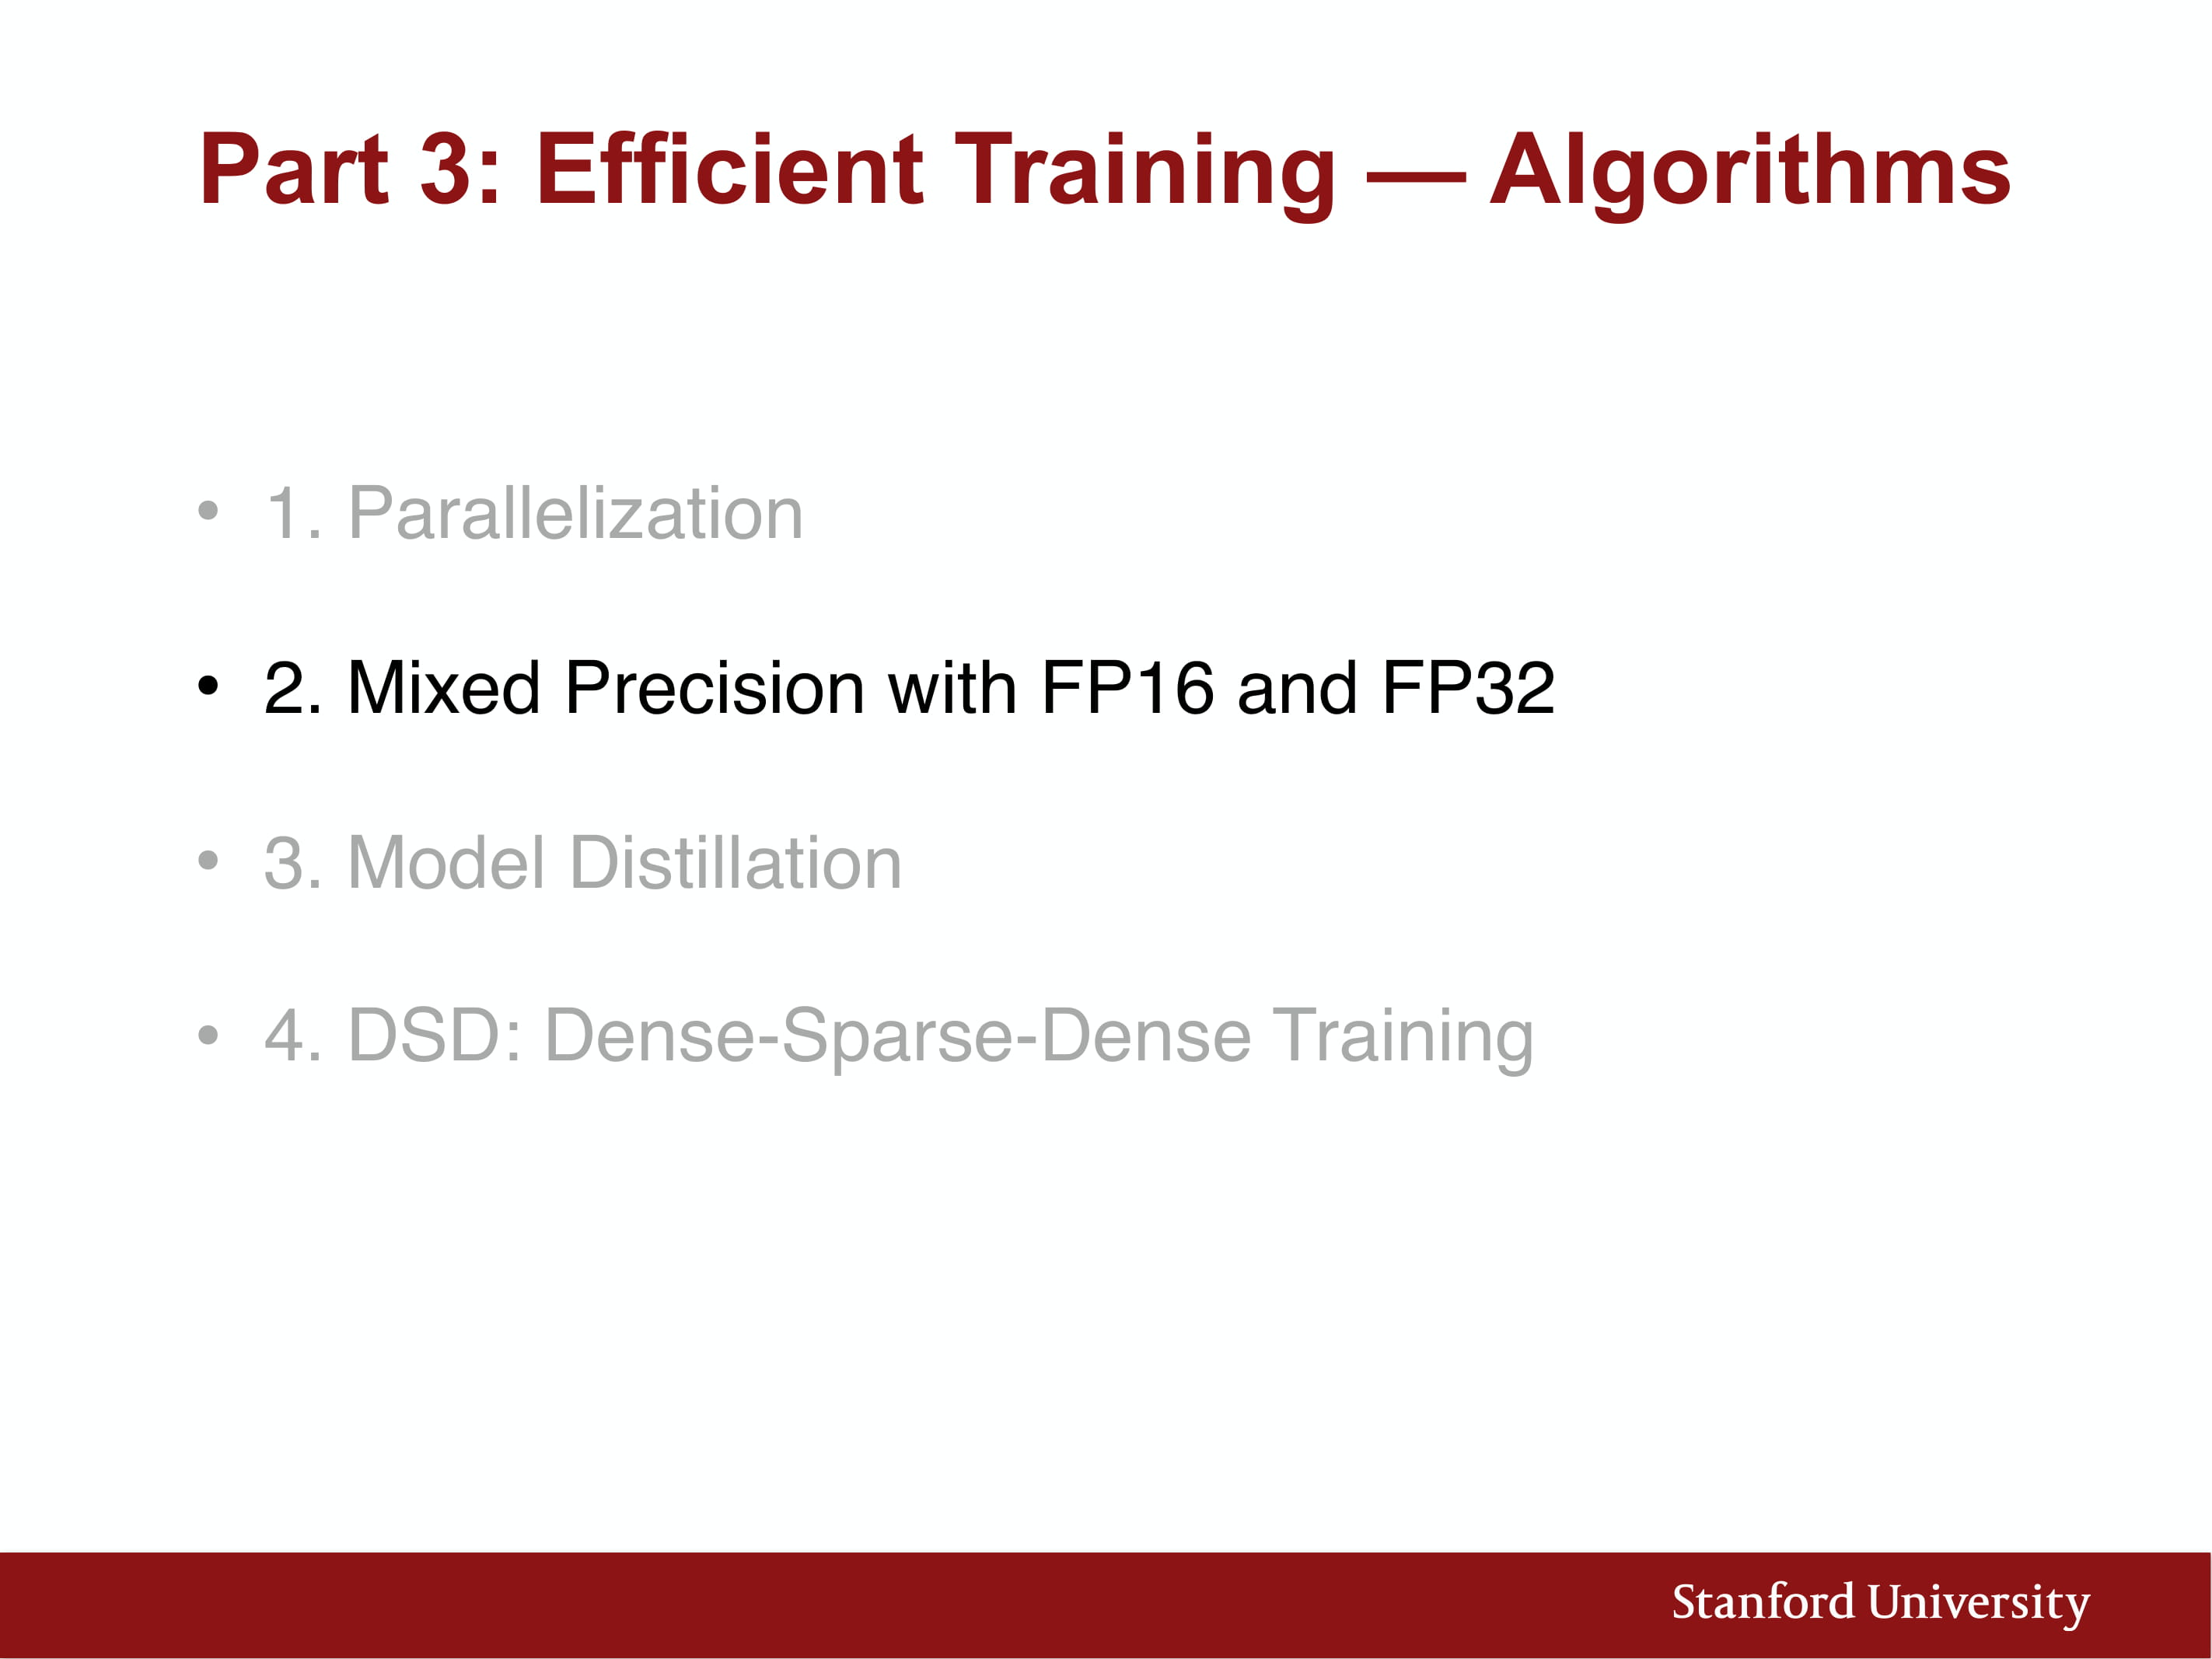 Part 3: Efficient Training — Algorithms
• 1. Parallelization
• 2. Mixed Precision with FP16 and FP32
• 3. Model Distillation
• 4. DSD: Dense-Sparse-Dense Training
Stanford University